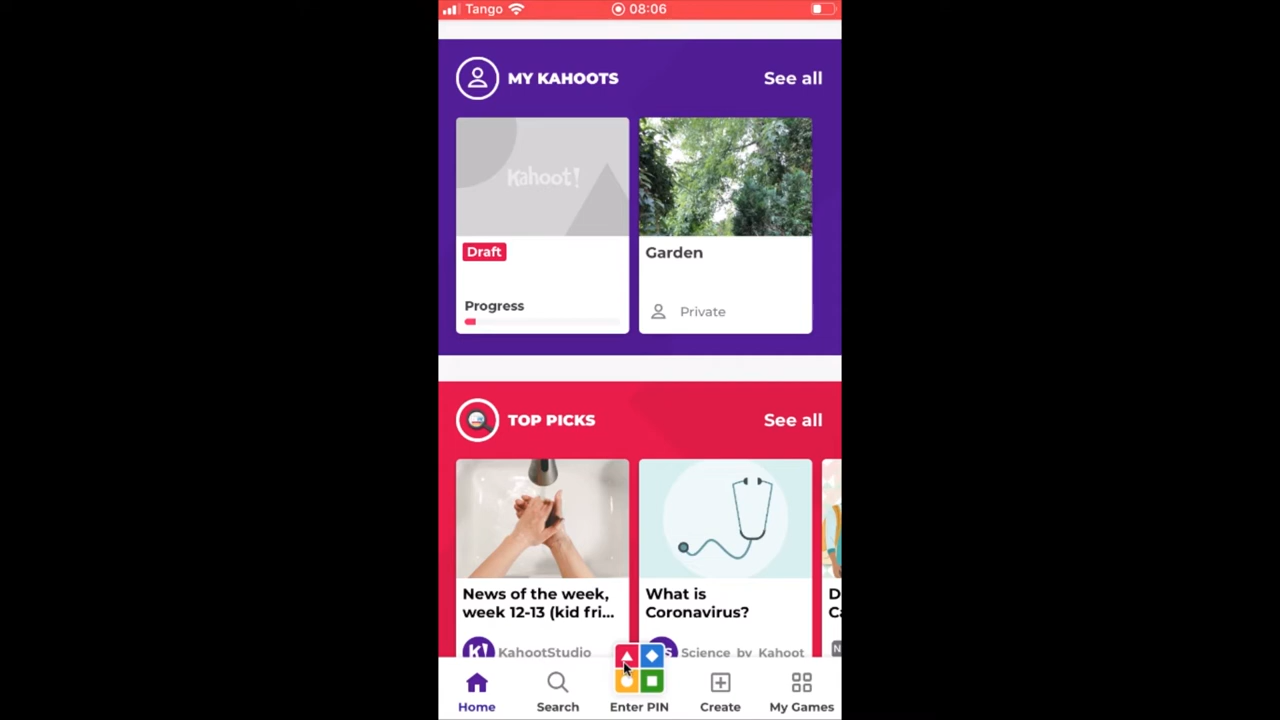 Tango 08:06
MY KAHOOTS See all
Kahoot!
Draft
Progress
Garden
Private
TOP PICKS See all
News of the week,
week 12-13 (kid fri...
K! KahootStudio
What is
Coronavirus?
Science by Kahoot
D
Ca
N
Home Search Enter PIN Create My Games